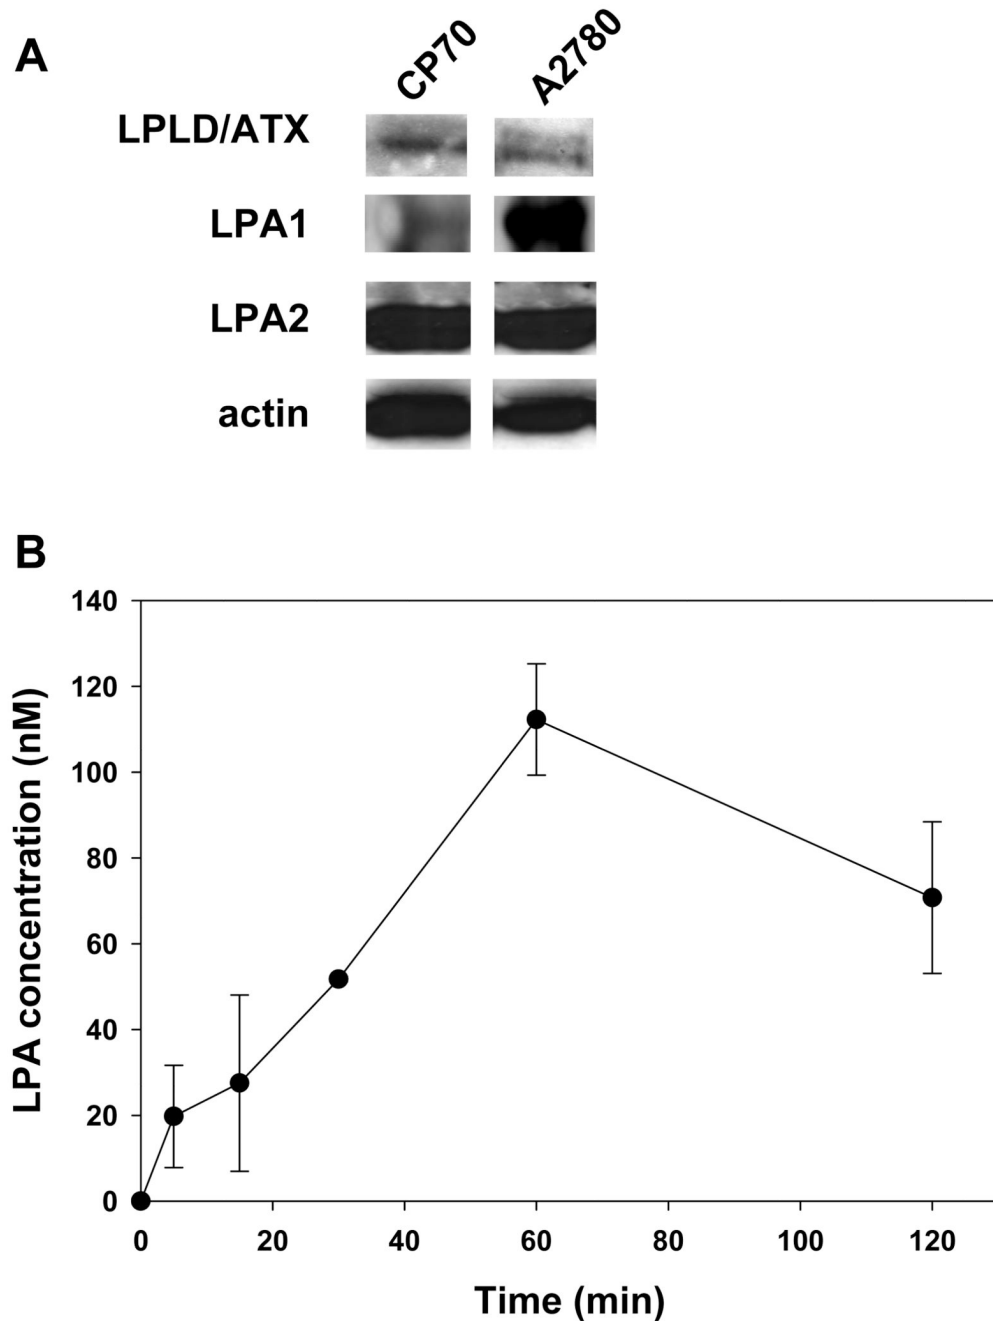 A
CP70 A2780
LPLD/ATX
LPA1
LPA2
actin
B
LPA concentration (nM)
140
120
100
80
60
40
20
0
0 20 40 60 80 100 120
Time (min)